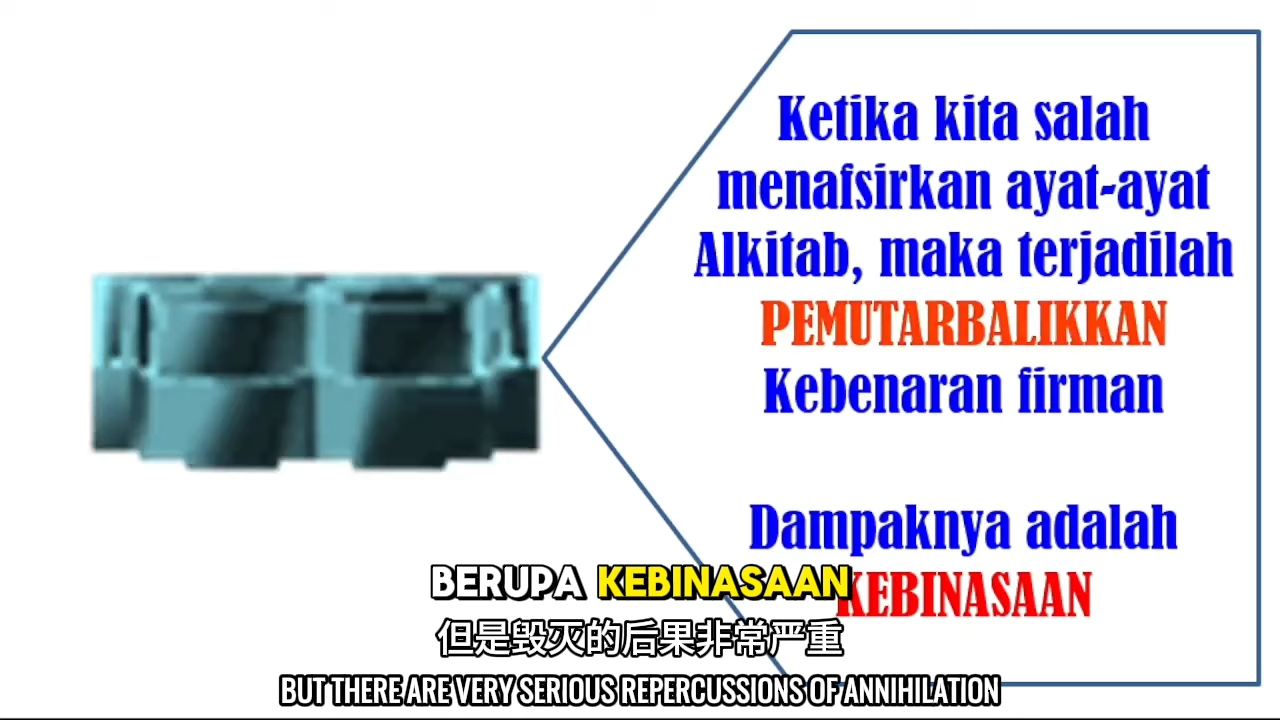 Ketika kita salah
menafsirkan ayat-ayat
Alkitab, maka terjadilah
PEMUTARBALIKKAN
Kebenaran firman
Dampaknya adalah
KEBINASAAN
BERUPA KEBINASAAN
但是毁灭的后果非常严重
BUT THERE ARE VERY SERIOUS REPERCUSSIONS OF ANNIHILATION